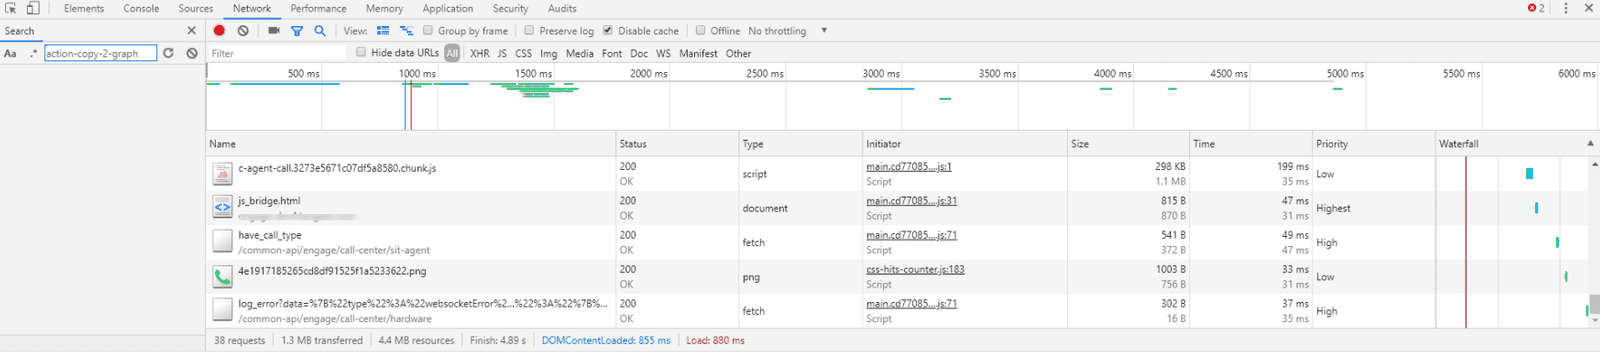 Elements Console Sources Network Performance Memory Application Security Audits 2
Search
View: Group by frame Preserve log Disable cache Offline No throttling
Aa .* action-copy-2-graph
Filter Hide data URLs All XHR JS CSS Img Media Font Doc WS Manifest Other
500 ms 1000 ms 1500 ms 2000 ms 2500 ms 3000 ms 3500 ms 4000 ms 4500 ms 5000 ms 5500 ms 6000 ms
Name Status Type Initiator Size Time Priority Waterfall
c-agent-call.3273e5671c07df5a8580.chunk.js 200 OK script main.cd77085....js:1 Script 298 KB 1.1 MB 199 ms 35 ms Low
js_bridge.html 200 OK document main.cd77085....js:31 Script 815 B 870 B 47 ms 31 ms Highest
have_call_type /common-api/engage/call-center/sit-agent 200 OK fetch main.cd77085....js:71 Script 541 B 372 B 49 ms 47 ms High
4e1917185265cd8df91525f1a5233622.png 200 OK png css-hits-counter.js:183 Script 1003 B 756 B 33 ms 31 ms Low
log_error?data=%7B%22type%22%3A%22websocketError%2...%22%3A%22%7B%... /common-api/engage/call-center/hardware 200 OK fetch main.cd77085....js:71 Script 302 B 16 B 37 ms 35 ms High
38 requests 1.3 MB transferred 4.4 MB resources Finish: 4.89 s DOMContentLoaded: 855 ms Load: 880 ms